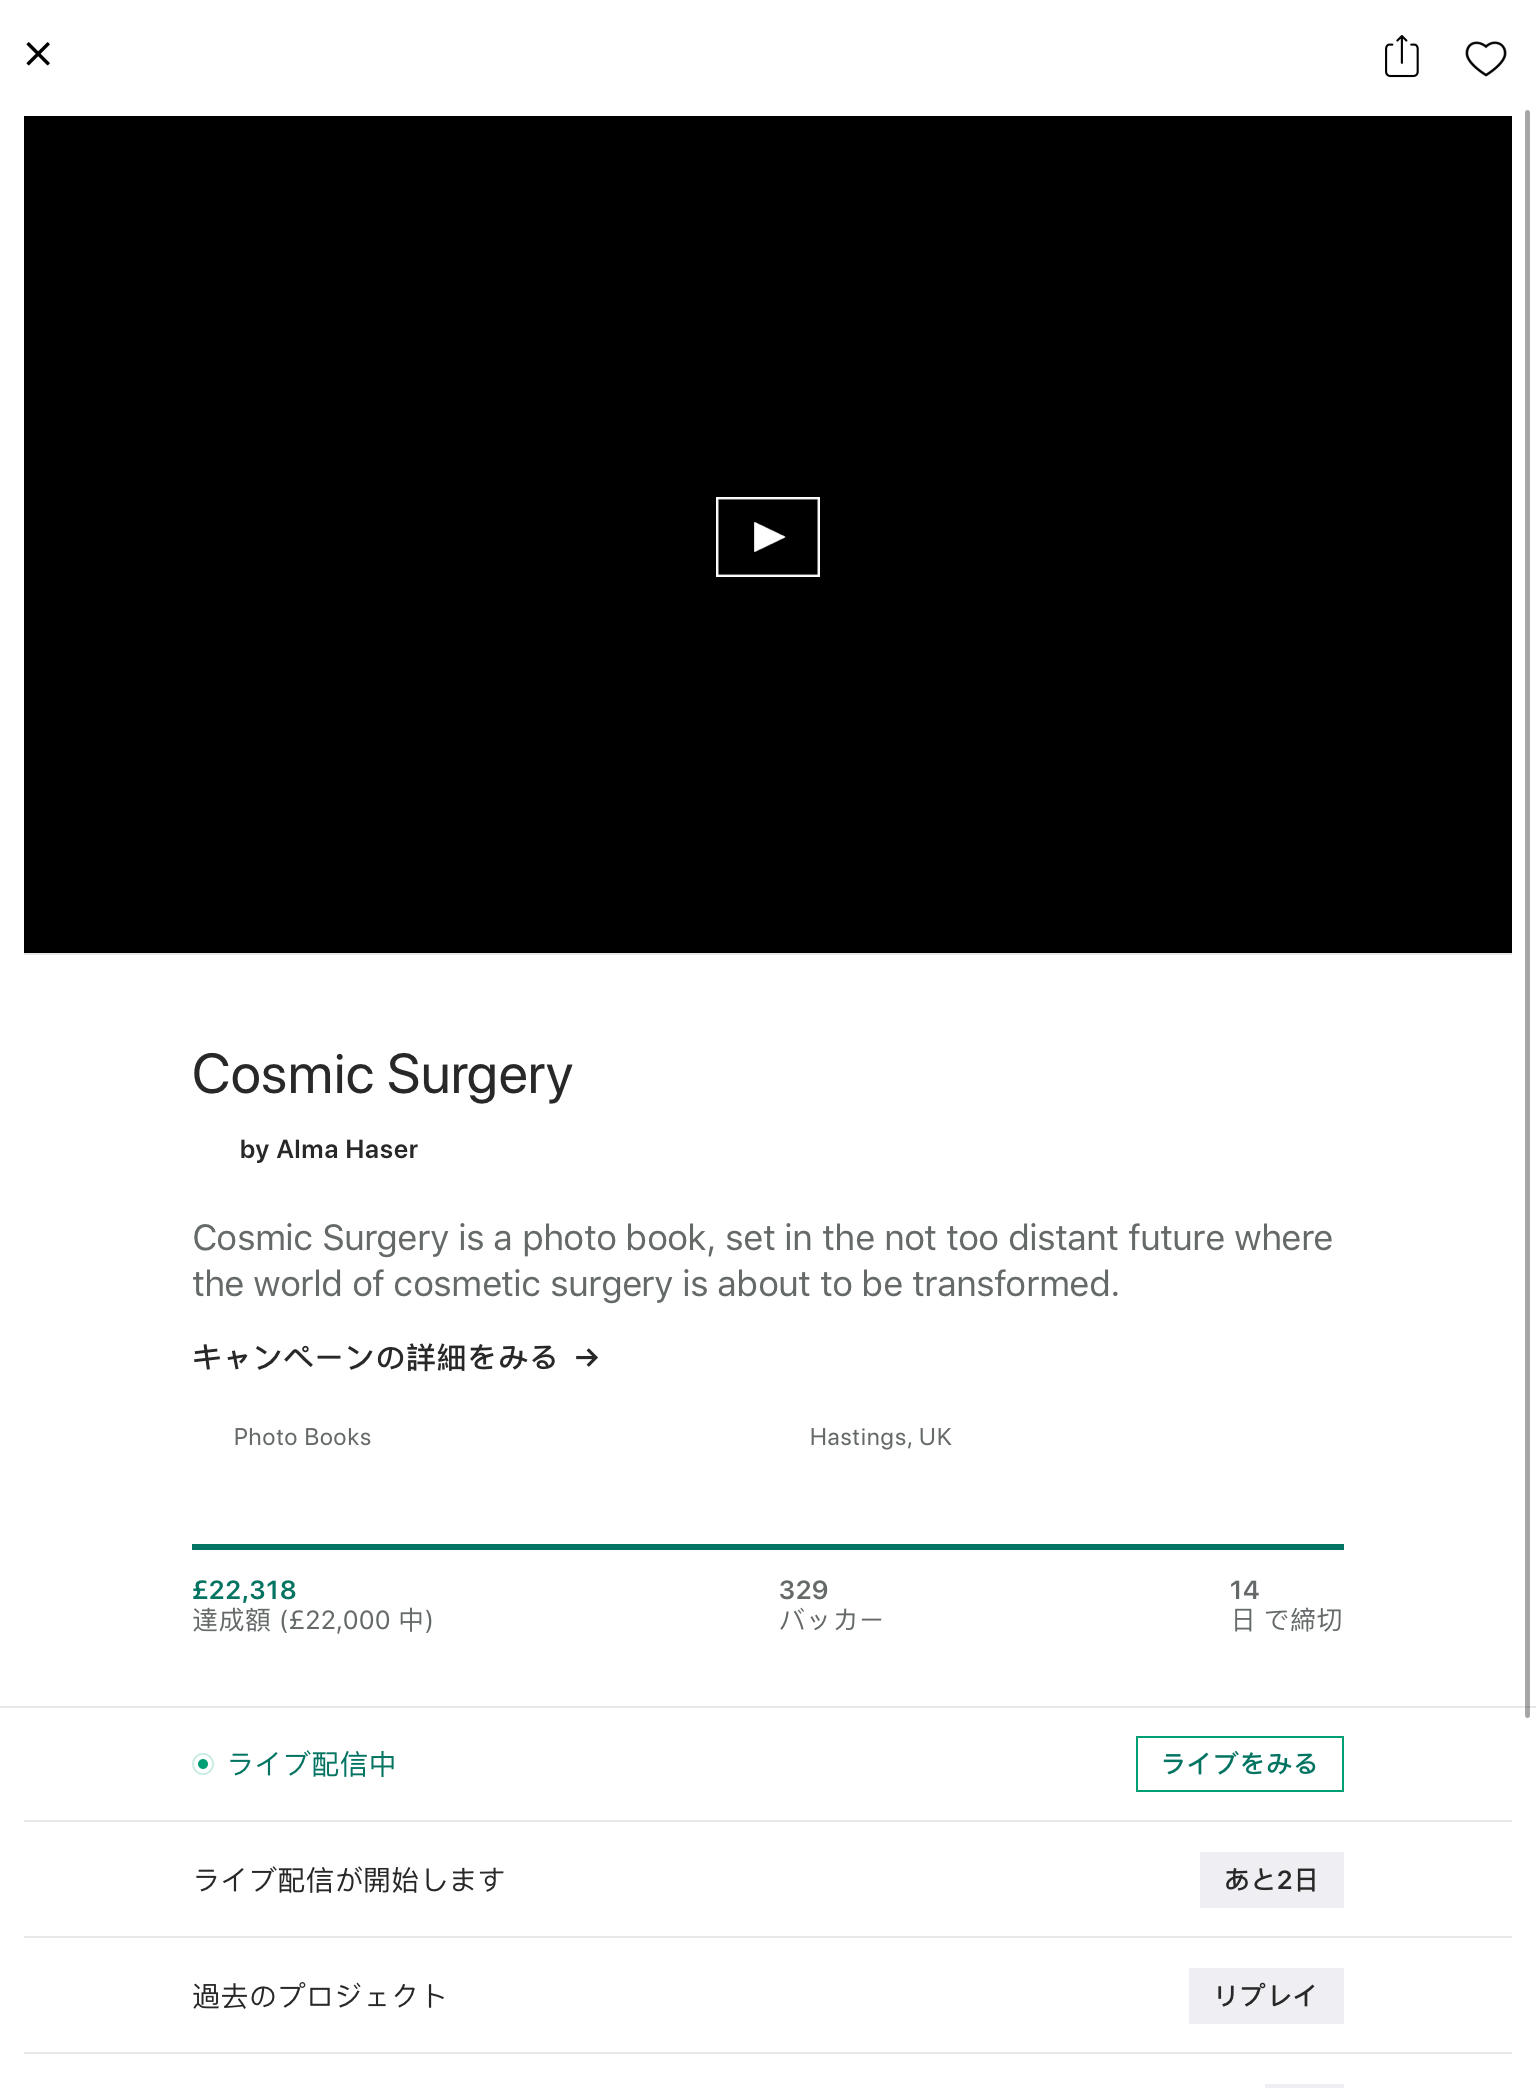 Cosmic Surgery
by Alma Haser
Cosmic Surgery is a photo book, set in the not too distant future where
the world of cosmetic surgery is about to be transformed.
キャンペーンの詳細をみる →
Photo Books
Hastings, UK
£22,318
達成額 (£22,000 中)
329
バッカー
14
日 で締切
ライブ配信中
ライブをみる
ライブ配信が開始します
あと2日
過去のプロジェクト
リプレイ